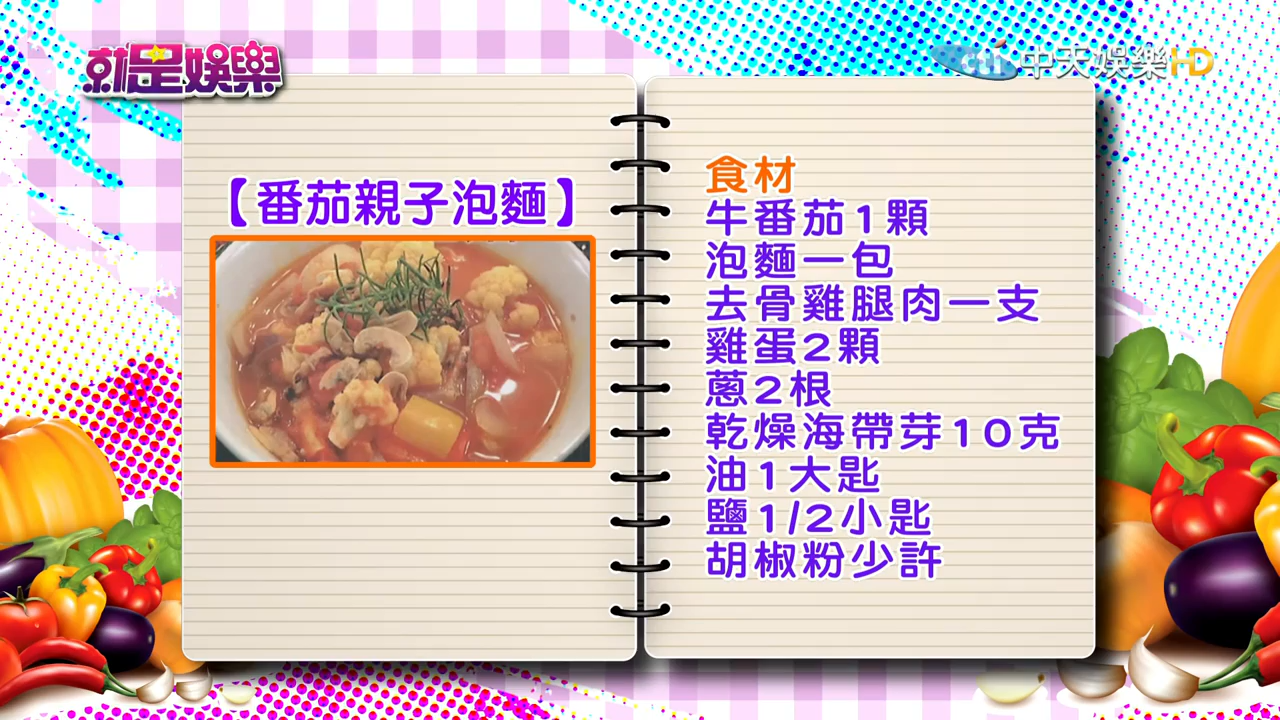 就是娛樂
cti 中天娛樂HD
【番茄親子泡麵】
食材
牛番茄1顆
泡麵一包
去骨雞腿肉一支
雞蛋2顆
蔥2根
乾燥海帶芽10克
油1大匙
鹽1/2小匙
胡椒粉少許